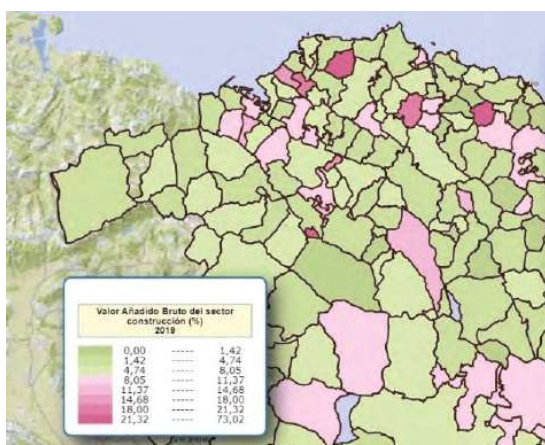 Valor Añadido Bruto del sector
construcción (%)
2019
0,00 ----- 1,42
1,42 ----- 4,74
4,74 ----- 8,05
8,05 ----- 11,37
11,37 ----- 14,68
14,68 ----- 18,00
18,00 ----- 21,32
21,32 ----- 73,02